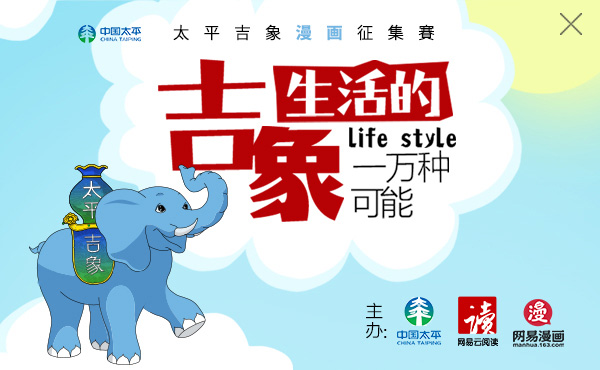 中国太平
CHINA TAIPING
太平吉象漫画征集赛
吉象
生活的
life style
一万种
可能
太平
吉象
主办:
中国太平
CHINA TAIPING
读
网易云阅读
漫
网易漫画
manhua.163.com